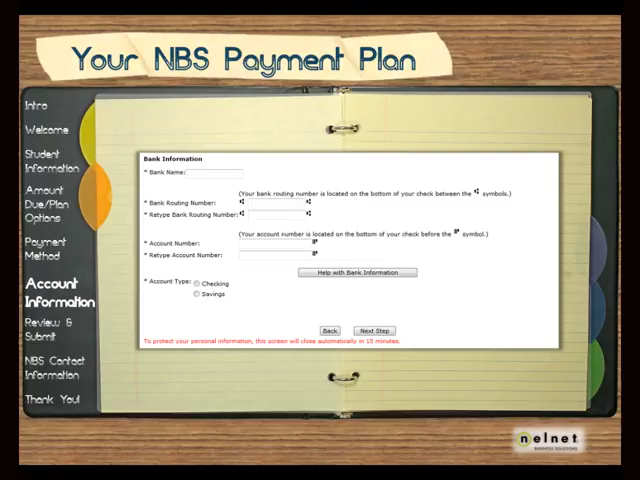 Your NBS Payment Plan
Intro
Welcome
Student
Information
Amount
Due/Plan
Options
Payment
Method
Account
Information
Review &
Submit
NBS Contact
Information
Thank You!
Bank Information
* Bank Name:
(Your bank routing number is located on the bottom of your check between the ⑆ symbols.)
* Bank Routing Number: ⑆ ⑆
* Retype Bank Routing Number: ⑆ ⑆
(Your account number is located on the bottom of your check before the ⑈ symbol.)
* Account Number: ⑈
* Retype Account Number: ⑈
Help with Bank Information
* Account Type: Checking
Savings
Back Next Step
To protect your personal information, this screen will close automatically in 10 minutes.
nelnet
BUSINESS SOLUTIONS